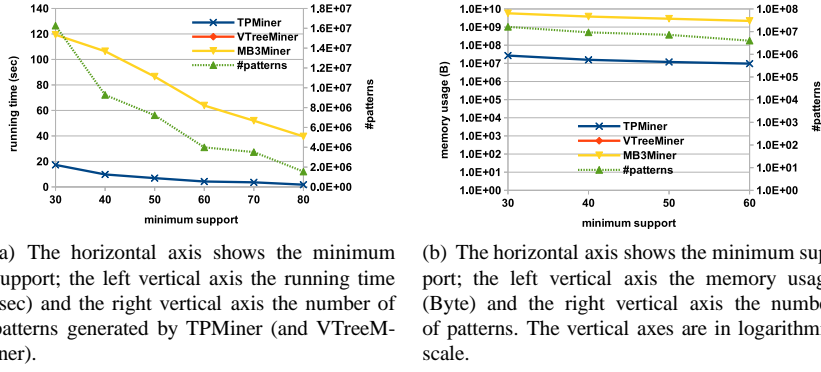 140
120
100
80
60
40
20
0
running time (sec)
30 40 50 60 70 80
minimum support
TPMiner
VTreeMiner
MB3Miner
#patterns
1.8E+07
1.6E+07
1.4E+07
1.2E+07
1.0E+07
8.0E+06
6.0E+06
4.0E+06
2.0E+06
0.0E+00
#patterns
1.0E+10
1.0E+09
1.0E+08
1.0E+07
1.0E+06
1.0E+05
1.0E+04
1.0E+03
1.0E+02
1.0E+01
1.0E+00
memory usage (B)
30 40 50 60
minimum support
TPMiner
VTreeMiner
MB3Miner
#patterns
1.0E+08
1.0E+07
1.0E+06
1.0E+05
1.0E+04
1.0E+03
1.0E+02
1.0E+01
1.0E+00
#patterns
a) The horizontal axis shows the minimum
upport; the left vertical axis the running time
sec) and the right vertical axis the number of
patterns generated by TPMiner (and VTreeM-
ner).
(b) The horizontal axis shows the minimum sup
port; the left vertical axis the memory usag
(Byte) and the right vertical axis the numbe
of patterns. The vertical axes are in logarithmi
scale.